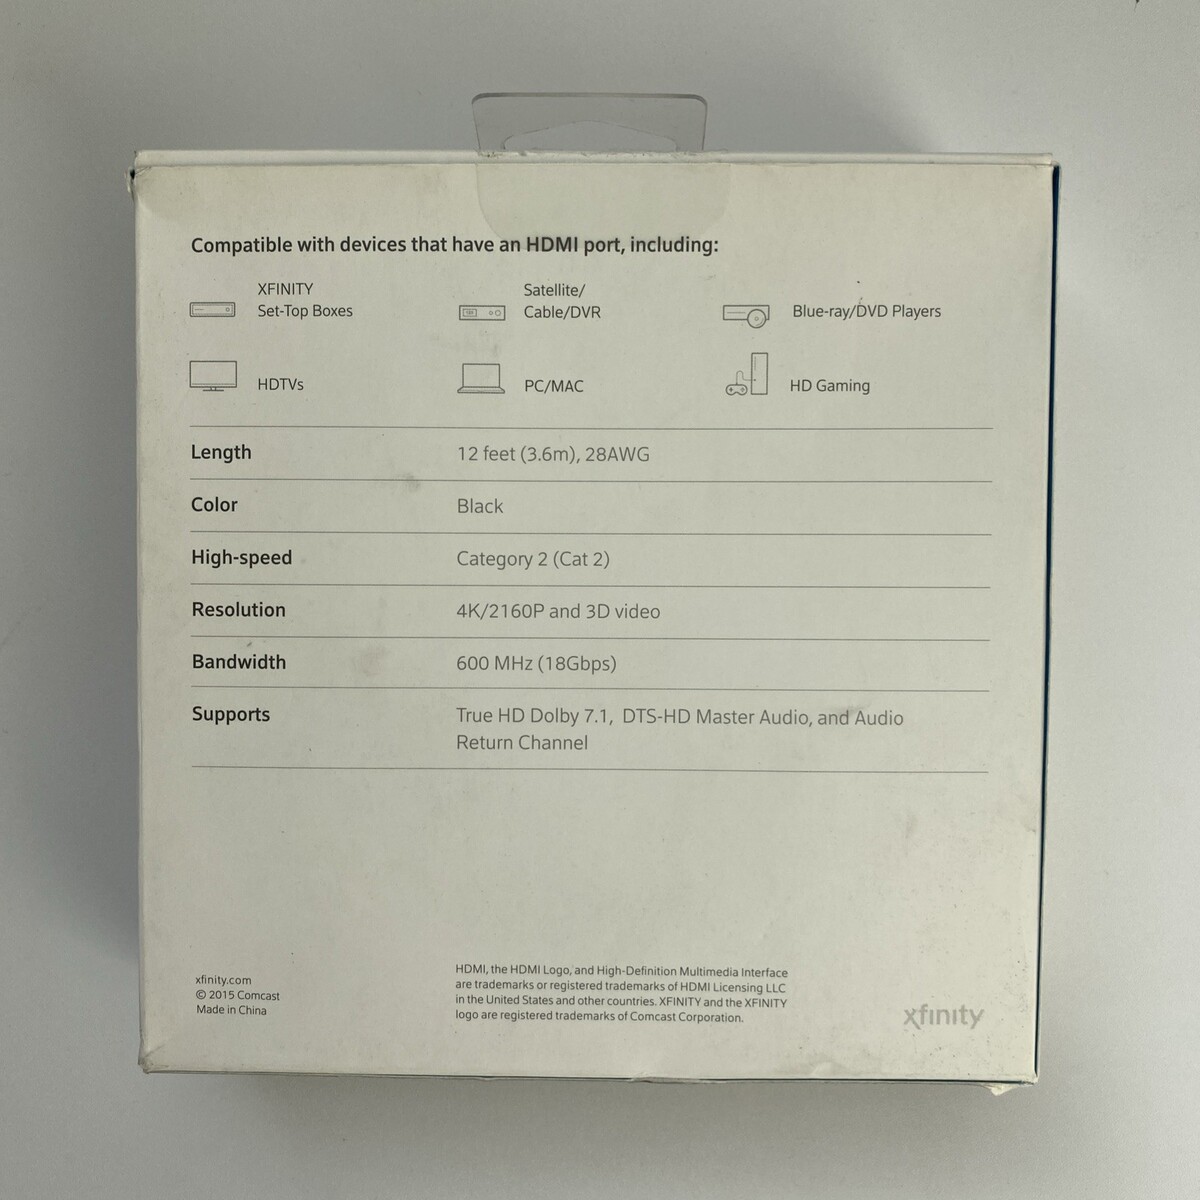 Compatible with devices that have an HDMI port, including:
XFINITY
Set-Top Boxes
Satellite/
Cable/DVR
Blue-ray/DVD Players
HDTVs
PC/MAC
HD Gaming
Length 12 feet (3.6m), 28AWG
Color Black
High-speed Category 2 (Cat 2)
Resolution 4K/2160P and 3D video
Bandwidth 600 MHz (18Gbps)
Supports True HD Dolby 7.1, DTS-HD Master Audio, and Audio
Return Channel
xfinity.com
© 2015 Comcast
Made in China
HDMI, the HDMI Logo, and High-Definition Multimedia Interface
are trademarks or registered trademarks of HDMI Licensing LLC
in the United States and other countries. XFINITY and the XFINITY
logo are registered trademarks of Comcast Corporation.
xfinity